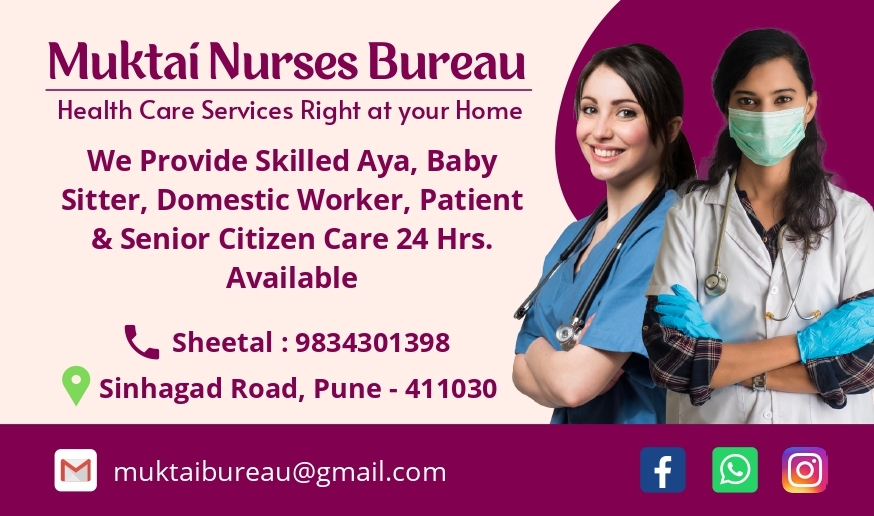 Muktai Nurses Bureau
Health Care Services Right at your Home
We Provide Skilled Aya, Baby
Sitter, Domestic Worker, Patient
& Senior Citizen Care 24 Hrs.
Available
Sheetal : 9834301398
Sinhagad Road, Pune - 411030
muktaibureau@gmail.com